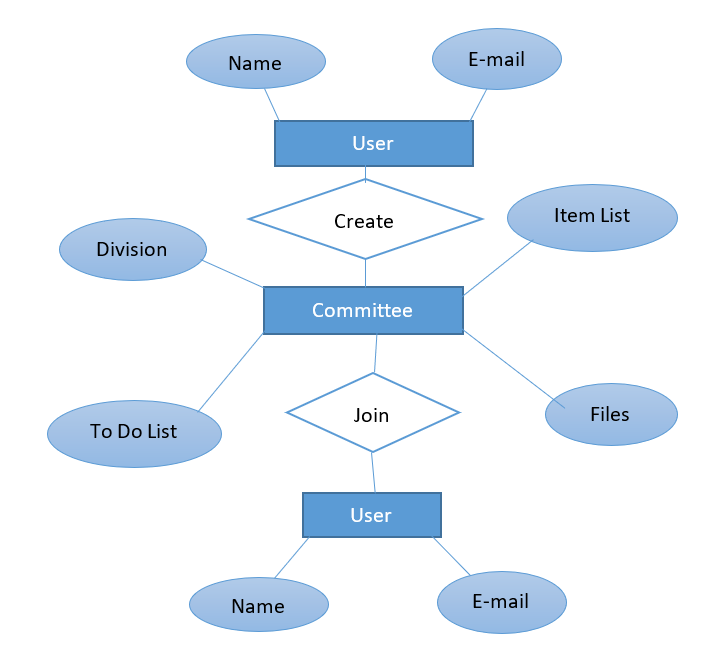 Name
E-mail
User
Create
Item List
Division
Committee
To Do List
Join
Files
User
Name
E-mail